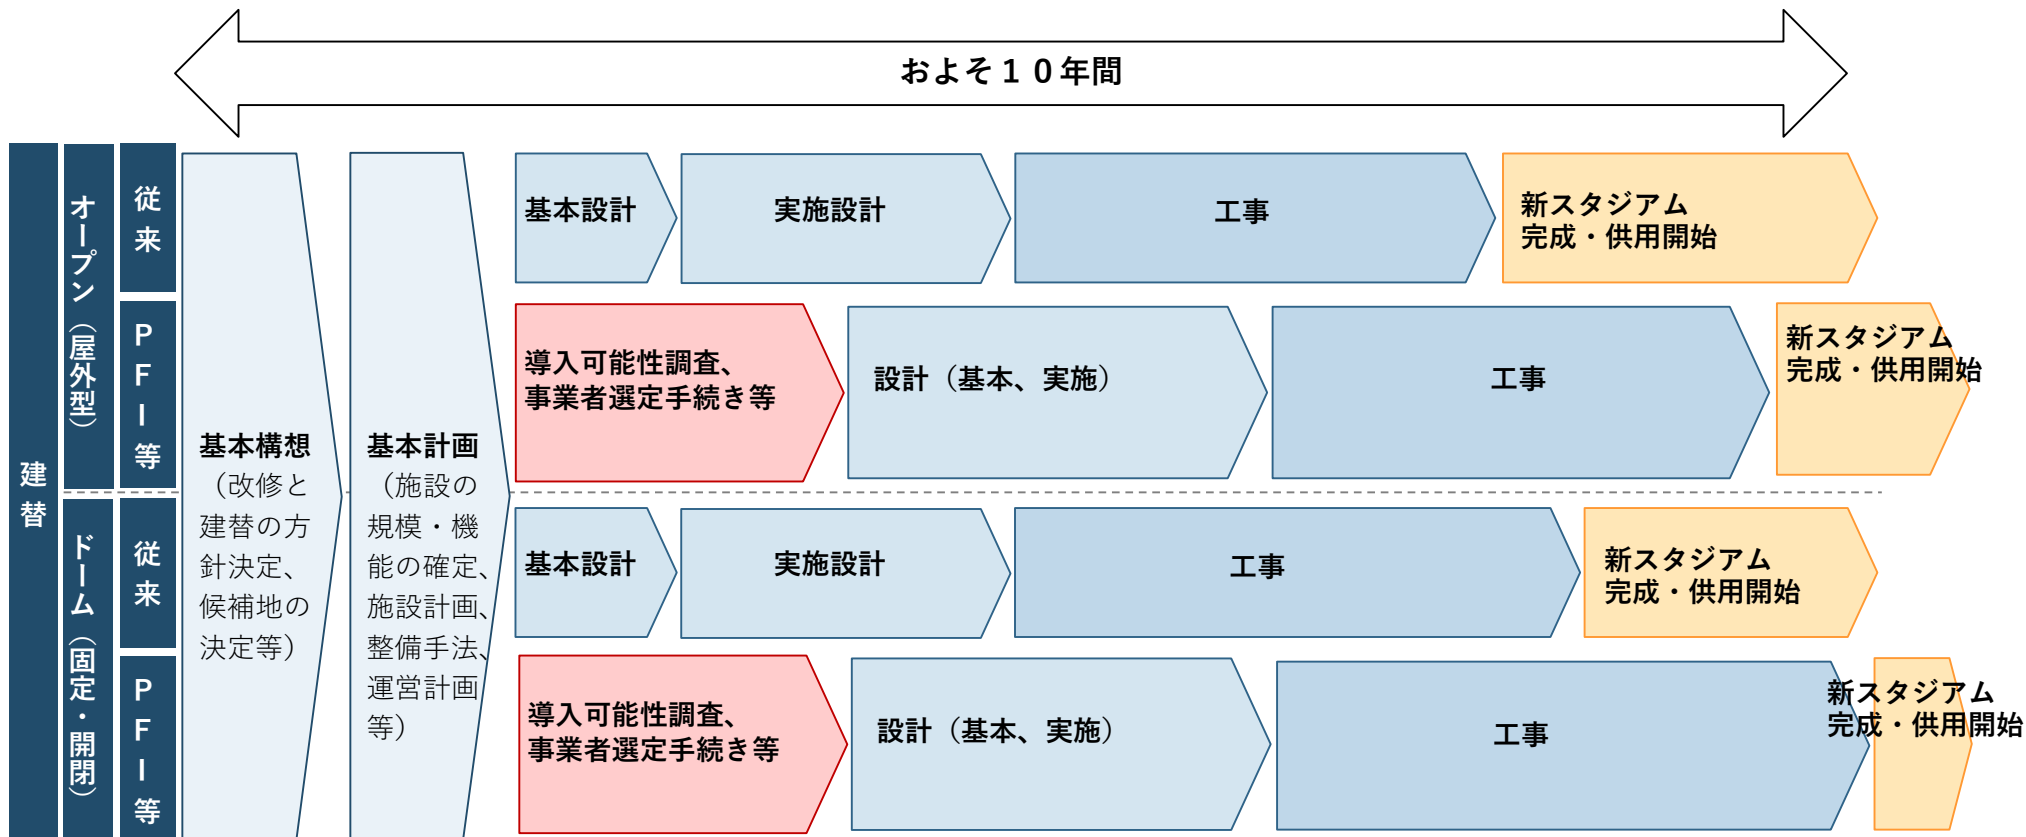 およそ１０年間
建替
オープン（屋外型）
従来
基本設計
実施設計
工事
新スタジアム
完成・供用開始
ＰＦＩ等
導入可能性調査、
事業者選定手続き等
設計（基本、実施）
工事
新スタジアム
完成・供用開始
基本構想
（改修と
建替の方
針決定、
候補地の
決定等）
基本計画
（施設の
規模・機
能の確定、
施設計画、
整備手法、
運営計画
等）
ドーム（固定・開閉）
従来
基本設計
実施設計
工事
新スタジアム
完成・供用開始
ＰＦＩ等
導入可能性調査、
事業者選定手続き等
設計（基本、実施）
工事
新スタジアム
完成・供用開始